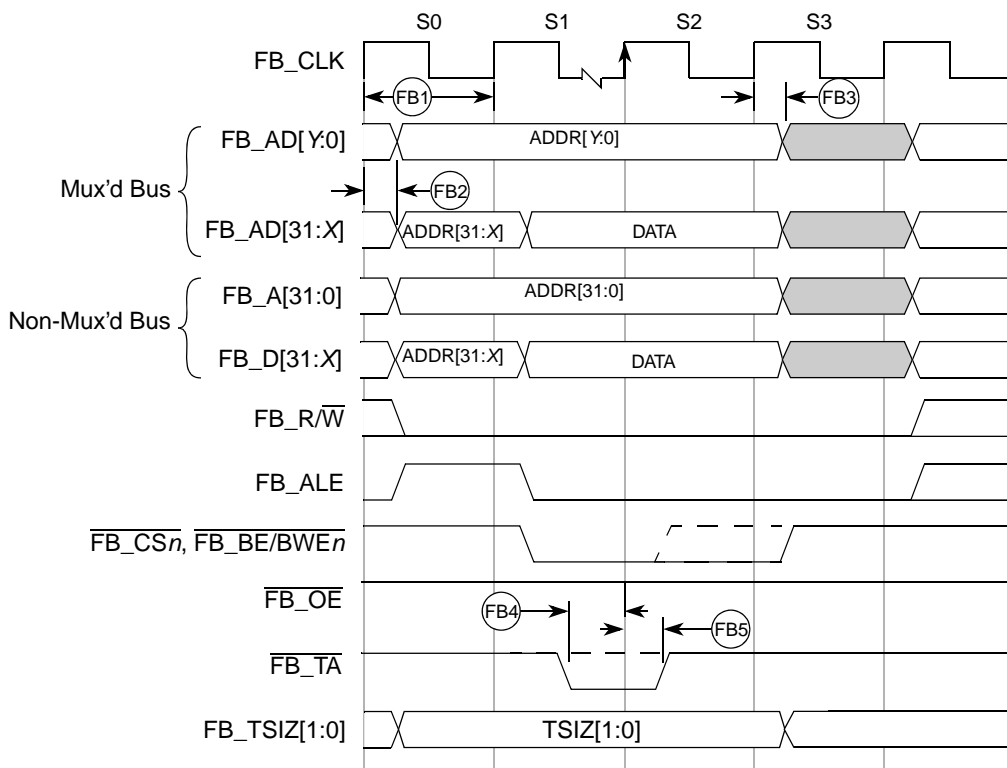 S0 S1 S2 S3
FB_CLK
FB1 FB3
FB_AD[Y:0] ADDR[Y:0]
Mux'd Bus FB2
FB_AD[31:X] ADDR[31:X] DATA
FB_A[31:0] ADDR[31:0]
Non-Mux'd Bus
FB_D[31:X] ADDR[31:X] DATA
FB_R/W
FB_ALE
FB_CSn, FB_BE/BWEn
FB_OE
FB4 FB5
FB_TA
FB_TSIZ[1:0] TSIZ[1:0]